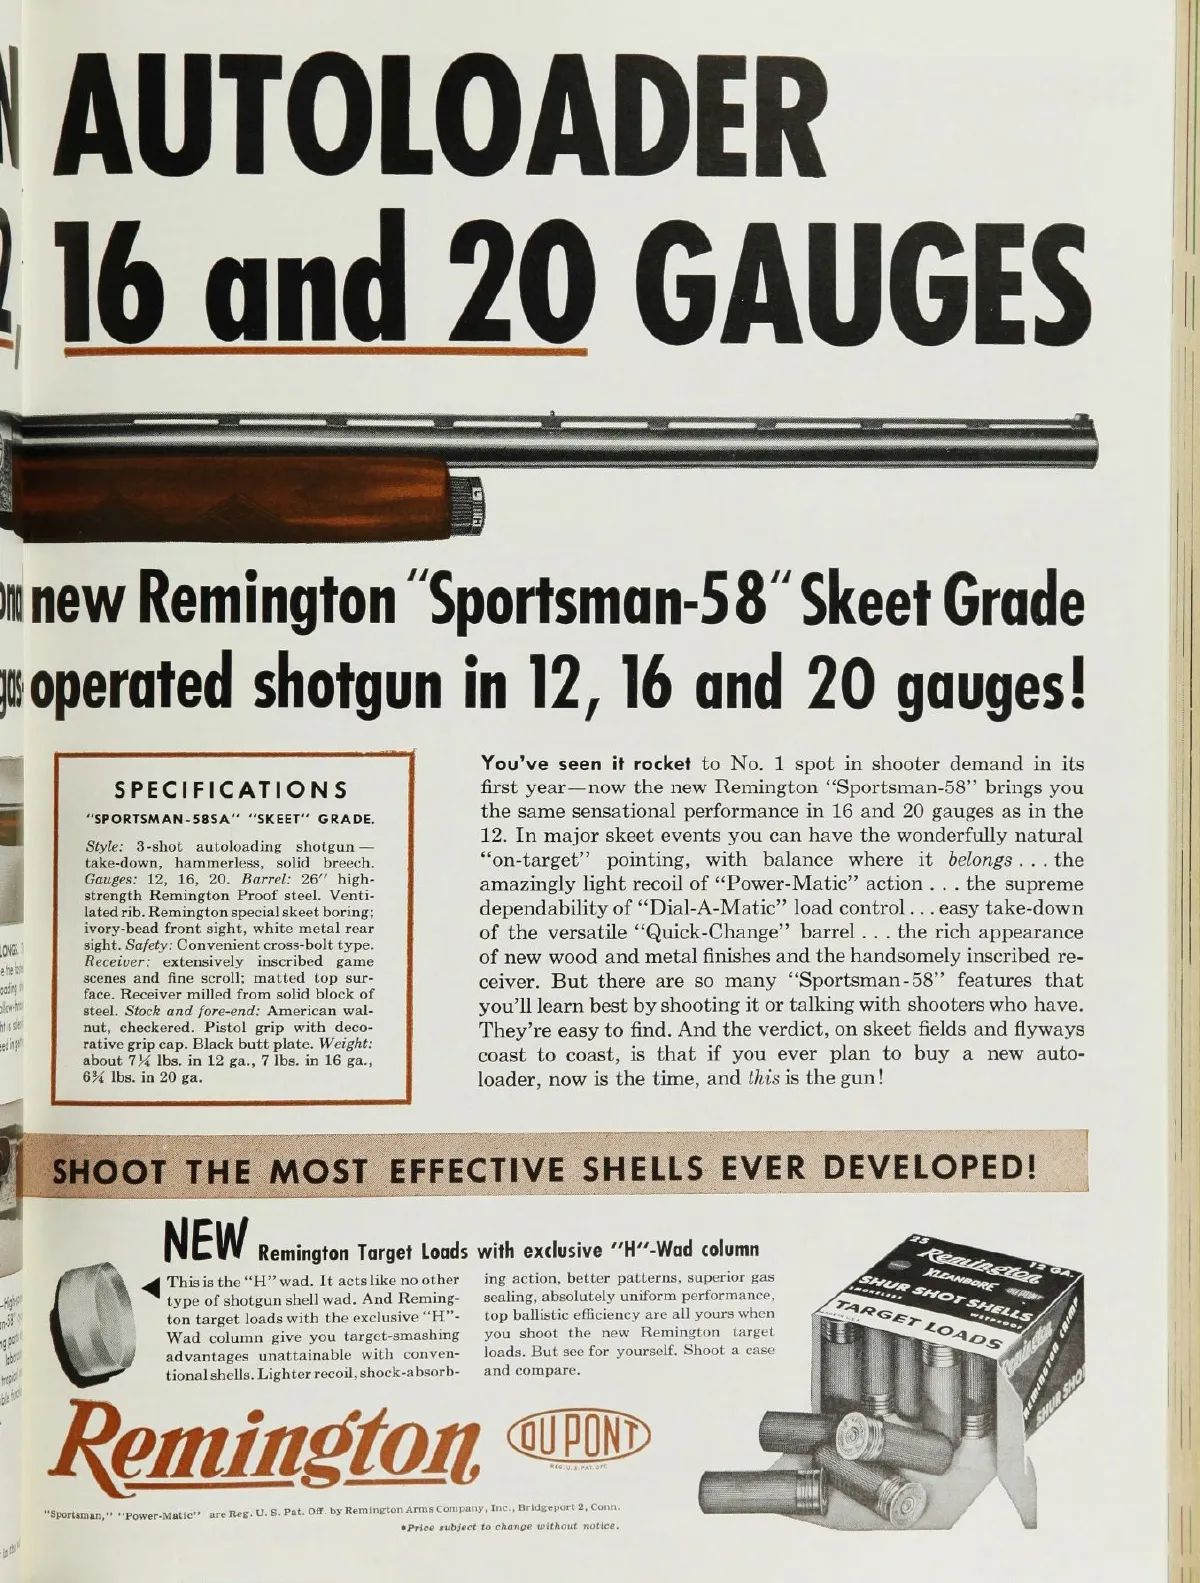 AUTOLOADER
16 and 20 GAUGES
new Remington "Sportsman-58" Skeet Grade
gas-operated shotgun in 12, 16 and 20 gauges!
SPECIFICATIONS
"SPORTSMAN-58SA" "SKEET" GRADE.
Style: 3-shot autoloading shotgun—
take-down, hammerless, solid breech.
Gauges: 12, 16, 20. Barrel: 26" high-
strength Remington Proof steel. Venti-
lated rib. Remington special skeet boring;
ivory-bead front sight, white metal rear
sight. Safety: Convenient cross-bolt type.
Receiver: extensively inscribed game
scenes and fine scroll; matted top sur-
face. Receiver milled from solid block of
steel. Stock and fore-end: American wal-
nut, checkered. Pistol grip with deco-
rative grip cap. Black butt plate. Weight:
about 7¼ lbs. in 12 ga., 7 lbs. in 16 ga.,
6¾ lbs. in 20 ga.
You've seen it rocket to No. 1 spot in shooter demand in its
first year—now the new Remington "Sportsman-58" brings you
the same sensational performance in 16 and 20 gauges as in the
12. In major skeet events you can have the wonderfully natural
"on-target" pointing, with balance where it belongs . . . the
amazingly light recoil of "Power-Matic" action . . . the supreme
dependability of "Dial-A-Matic" load control . . . easy take-down
of the versatile "Quick-Change" barrel . . . the rich appearance
of new wood and metal finishes and the handsomely inscribed re-
ceiver. But there are so many "Sportsman-58" features that
you'll learn best by shooting it or talking with shooters who have.
They're easy to find. And the verdict, on skeet fields and flyways
coast to coast, is that if you ever plan to buy a new auto-
loader, now is the time, and this is the gun!
SHOOT THE MOST EFFECTIVE SHELLS EVER DEVELOPED!
NEW Remington Target Loads with exclusive "H"-Wad column
This is the "H" wad. It acts like no other
type of shotgun shell wad. And Reming-
ton target loads with the exclusive "H"-
Wad column give you target-smashing
advantages unattainable with conven-
tional shells. Lighter recoil, shock-absorb-
ing action, better patterns, superior gas
sealing, absolutely uniform performance,
top ballistic efficiency are all yours when
you shoot the new Remington target
loads. But see for yourself. Shoot a case
and compare.
25 Remington 12 GA.
KLEANBORE
SHUR SHOT SHELLS
SMOKELESS WETPROOF
TARGET LOADS
Remington
REMINGTON
SHUR SHOT
Remington
DU PONT
REG. U. S. PAT. OFF.
"Sportsman," "Power-Matic" are Reg. U. S. Pat. Off. by Remington Arms Company, Inc., Bridgeport 2, Conn.
*Price subject to change without notice.